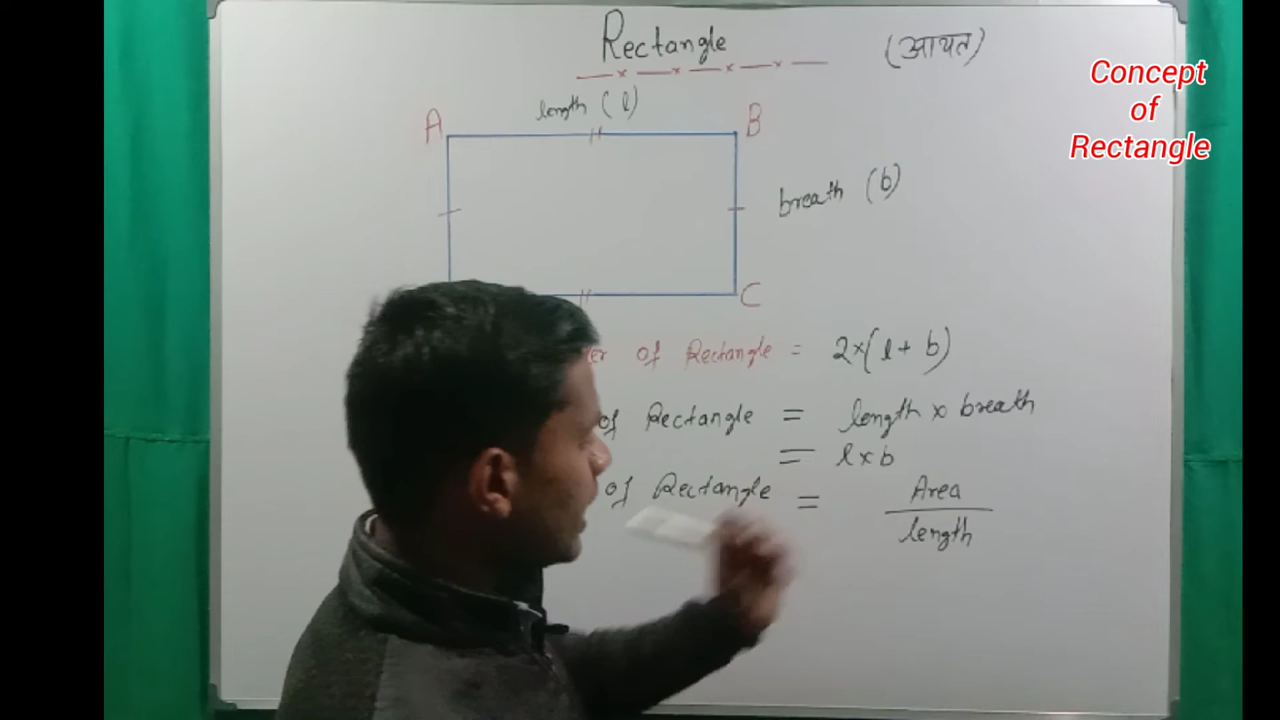 Rectangle (आयत)
Concept
of
Rectangle
length (l)
A B
breath (b)
C
of Rectangle = 2×(l+ b)
of Rectangle = length × breath
= l×b
of Rectangle = Area
length